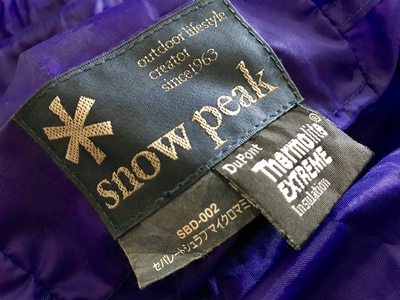 outdoor lifestyle
creator
since1963
snow peak
DuPont
Thermolite®
EXTREME
Insulation
SBD-002
セパレートシュラフマイクロマミ